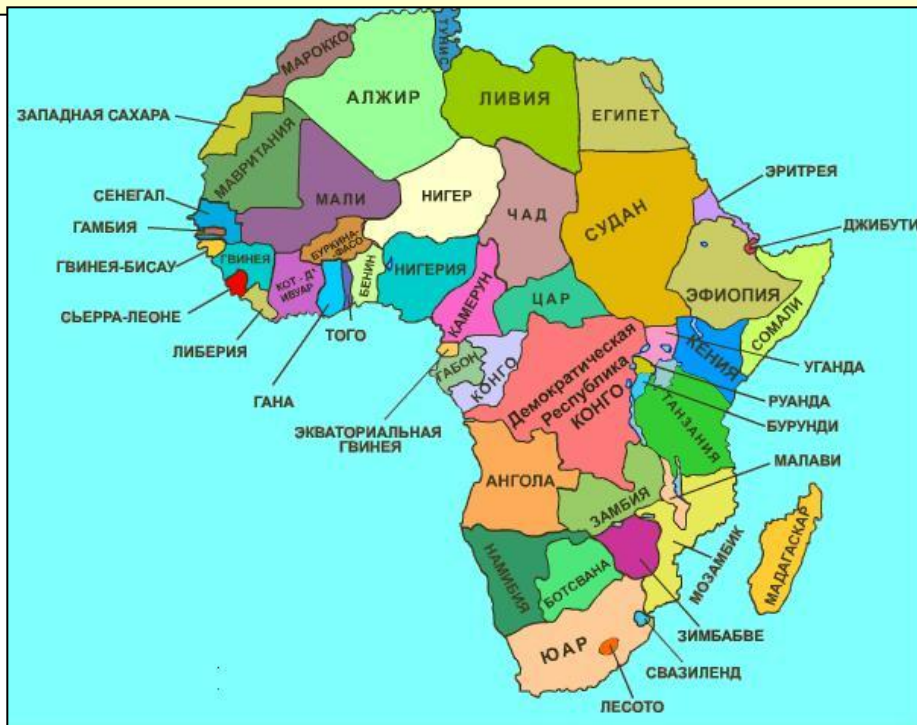 ТУНИС
МАРОККО
АЛЖИР
ЛИВИЯ
ЕГИПЕТ
ЗАПАДНАЯ САХАРА
МАВРИТАНИЯ
МАЛИ
НИГЕР
ЧАД
СУДАН
ЭРИТРЕЯ
СЕНЕГАЛ
ГАМБИЯ
ДЖИБУТИ
ГВИНЕЯ-БИСАУ
ГВИНЕЯ
БУРКИНА-
ФАСО
КОТ - Д'
ИВУАР
БЕНИН
НИГЕРИЯ
КАМЕРУН
ЦАР
ЭФИОПИЯ
СОМАЛИ
СЬЕРРА-ЛЕОНЕ
ЛИБЕРИЯ
ТОГО
ГАНА
ЭКВАТОРИАЛЬНАЯ
ГВИНЕЯ
ГАБОН
КОНГО
Демократическая
Республика
КОНГО
КЕНИЯ
УГАНДА
РУАНДА
БУРУНДИ
ТАНЗАНИЯ
МАЛАВИ
АНГОЛА
ЗАМБИЯ
МОЗАМБИК
МАДАГАСКАР
НАМИБИЯ
БОТСВАНА
ЗИМБАБВЕ
ЮАР
СВАЗИЛЕНД
ЛЕСОТО